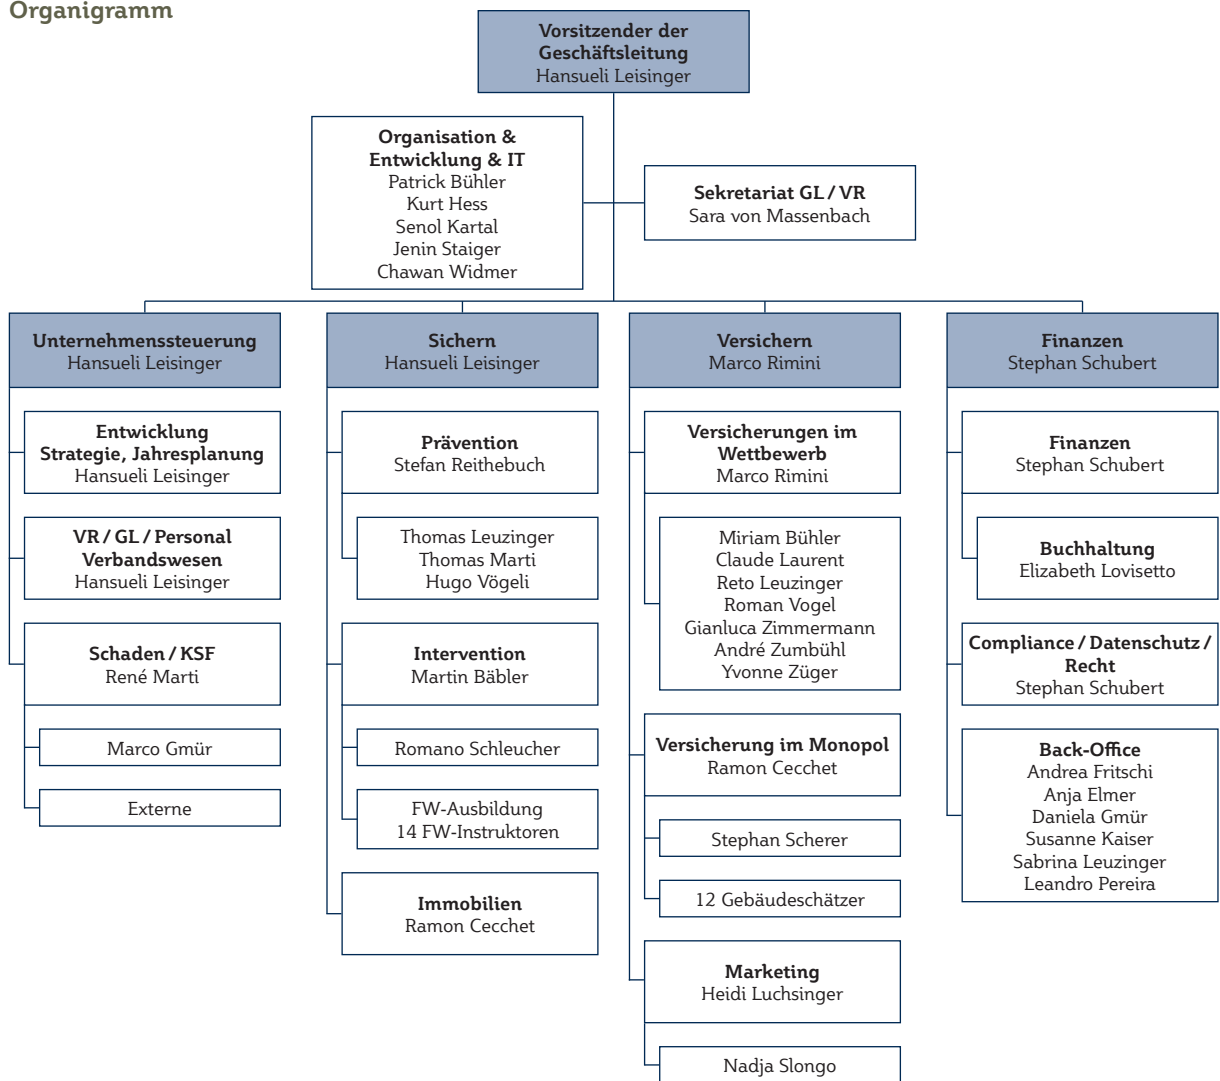 Organigramm
Vorsitzender der
Geschäftsleitung
Hansueli Leisinger
Organisation &
Entwicklung & IT
Patrick Bühler
Kurt Hess
Senol Kartal
Jenin Staiger
Chawan Widmer
Sekretariat GL / VR
Sara von Massenbach
Unternehmenssteuerung
Hansueli Leisinger
Entwicklung
Strategie, Jahresplanung
Hansueli Leisinger
VR / GL / Personal
Verbandswesen
Hansueli Leisinger
Schaden / KSF
René Marti
Marco Gmür
Externe
Sichern
Hansueli Leisinger
Prävention
Stefan Reithebuch
Thomas Leuzinger
Thomas Marti
Hugo Vögeli
Intervention
Martin Bäbler
Romano Schleucher
FW-Ausbildung
14 FW-Instruktoren
Immobilien
Ramon Cecchet
Versichern
Marco Rimini
Versicherungen im
Wettbewerb
Marco Rimini
Miriam Bühler
Claude Laurent
Reto Leuzinger
Roman Vogel
Gianluca Zimmermann
André Zumbühl
Yvonne Züger
Versicherung im Monopol
Ramon Cecchet
Stephan Scherer
12 Gebäudeschätzer
Marketing
Heidi Luchsinger
Nadja Slongo
Finanzen
Stephan Schubert
Finanzen
Stephan Schubert
Buchhaltung
Elizabeth Lovisetto
Compliance / Datenschutz /
Recht
Stephan Schubert
Back-Office
Andrea Fritschi
Anja Elmer
Daniela Gmür
Susanne Kaiser
Sabrina Leuzinger
Leandro Pereira